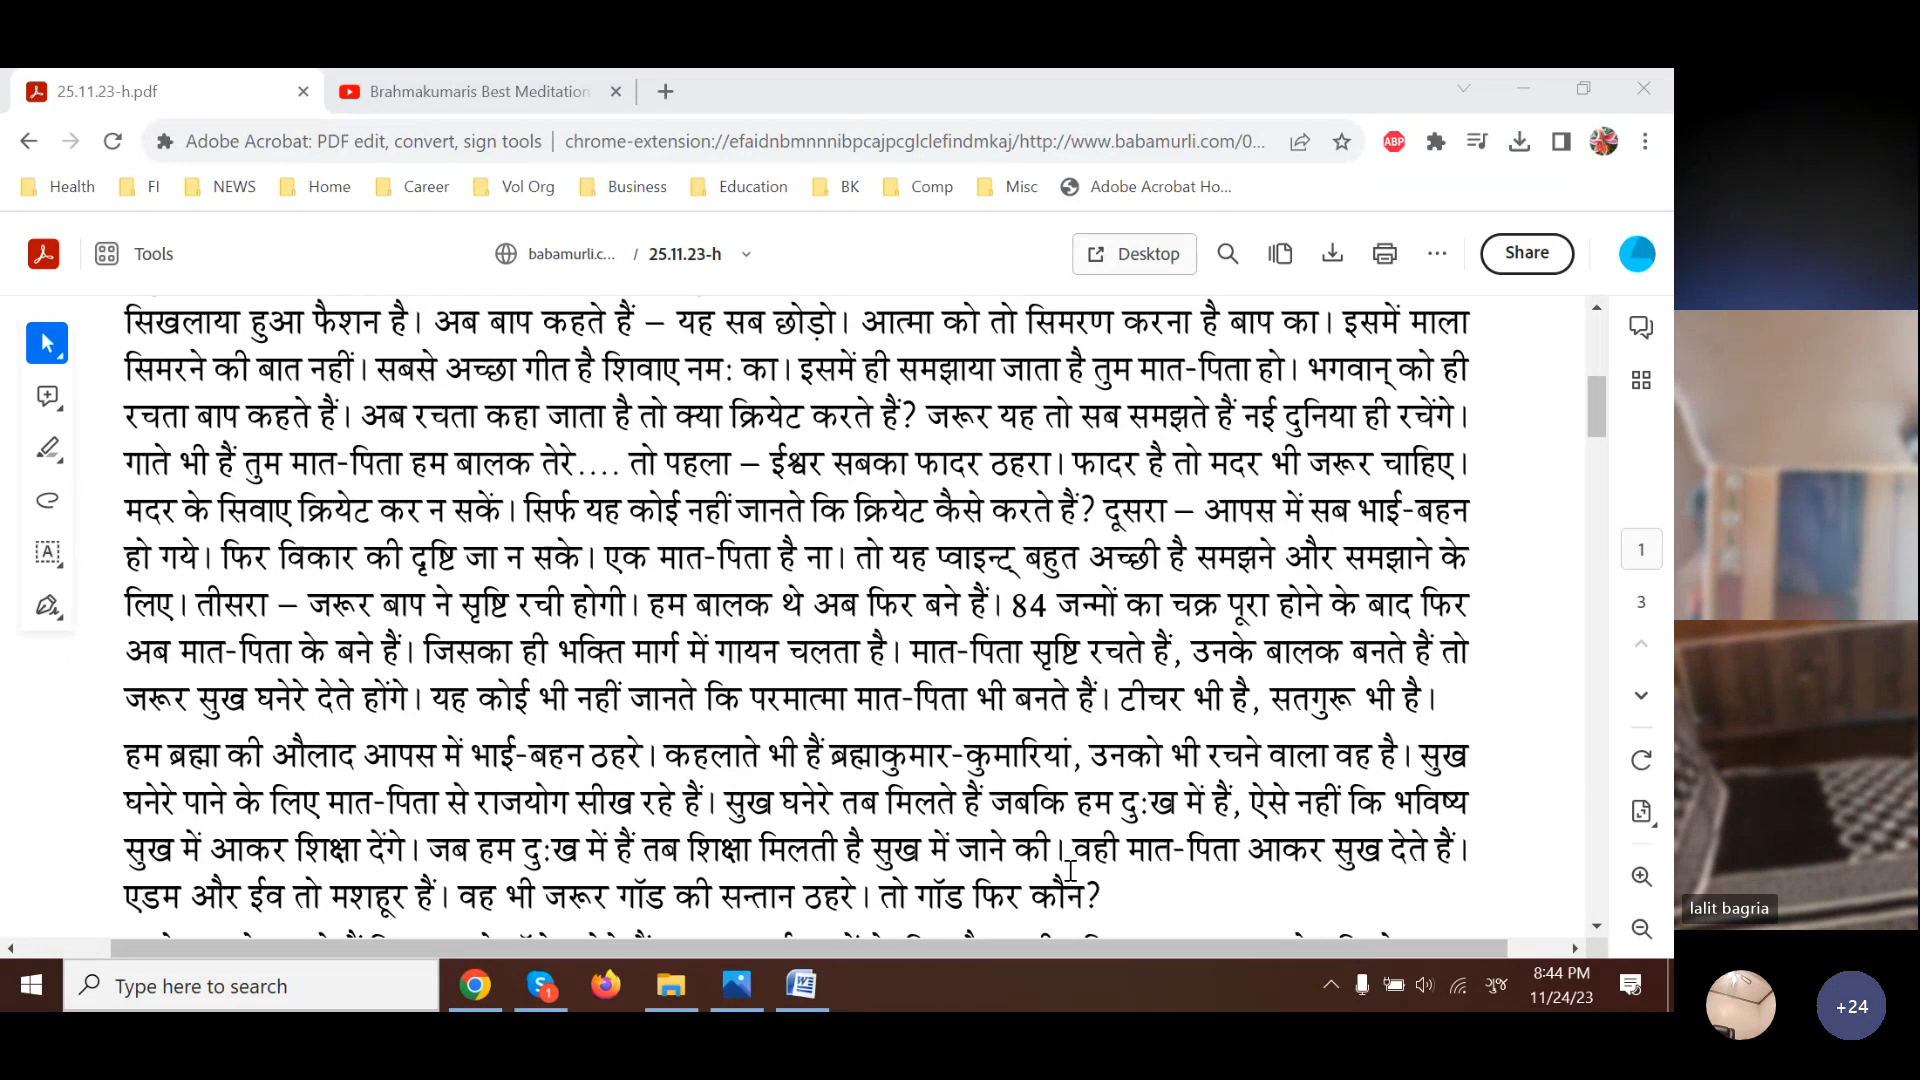 25.11.23-h.pdf
Brahmakumaris Best Meditation
Adobe Acrobat: PDF edit, convert, sign tools
chrome-extension://efaidnbmnnnibpcajpcglclefindmkaj/http://www.babamurli.com/0...
ABP
Health FI NEWS Home Career Vol Org Business Education BK Comp Misc Adobe Acrobat Ho...
Tools
babamurli.c... / 25.11.23-h
Desktop
Share
सिखलाया हुआ फैशन है। अब बाप कहते हैं – यह सब छोड़ो। आत्मा को तो सिमरण करना है बाप का। इसमें माला
सिमरने की बात नहीं। सबसे अच्छा गीत है शिवाए नम: का। इसमें ही समझाया जाता है तुम मात-पिता हो। भगवान् को ही
रचता बाप कहते हैं। अब रचता कहा जाता है तो क्या क्रियेट करते हैं? जरूर यह तो सब समझते हैं नई दुनिया ही रचेंगे।
गाते भी हैं तुम मात-पिता हम बालक तेरे.... तो पहला – ईश्वर सबका फादर ठहरा। फादर है तो मदर भी जरूर चाहिए।
मदर के सिवाए क्रियेट कर न सकें। सिर्फ यह कोई नहीं जानते कि क्रियेट कैसे करते हैं? दूसरा – आपस में सब भाई-बहन
हो गये। फिर विकार की दृष्टि जा न सके। एक मात-पिता है ना। तो यह प्वाइन्ट् बहुत अच्छी है समझने और समझाने के
लिए। तीसरा – जरूर बाप ने सृष्टि रची होगी। हम बालक थे अब फिर बने हैं। 84 जन्मों का चक्र पूरा होने के बाद फिर
अब मात-पिता के बने हैं। जिसका ही भक्ति मार्ग में गायन चलता है। मात-पिता सृष्टि रचते हैं, उनके बालक बनते हैं तो
जरूर सुख घनेरे देते होंगे। यह कोई भी नहीं जानते कि परमात्मा मात-पिता भी बनते हैं। टीचर भी है, सतगुरू भी है।
हम ब्रह्मा की औलाद आपस में भाई-बहन ठहरे। कहलाते भी हैं ब्रह्माकुमार-कुमारियां, उनको भी रचने वाला वह है। सुख
घनेरे पाने के लिए मात-पिता से राजयोग सीख रहे हैं। सुख घनेरे तब मिलते हैं जबकि हम दु:ख में हैं, ऐसे नहीं कि भविष्य
सुख में आकर शिक्षा देंगे। जब हम दु:ख में हैं तब शिक्षा मिलती है सुख में जाने की। वही मात-पिता आकर सुख देते हैं।
एडम और ईव तो मशहूर हैं। वह भी जरूर गॉड की सन्तान ठहरे। तो गॉड फिर कौन?
1
3
lalit bagria
Type here to search
1
ગુજ
8:44 PM
11/24/23
+24